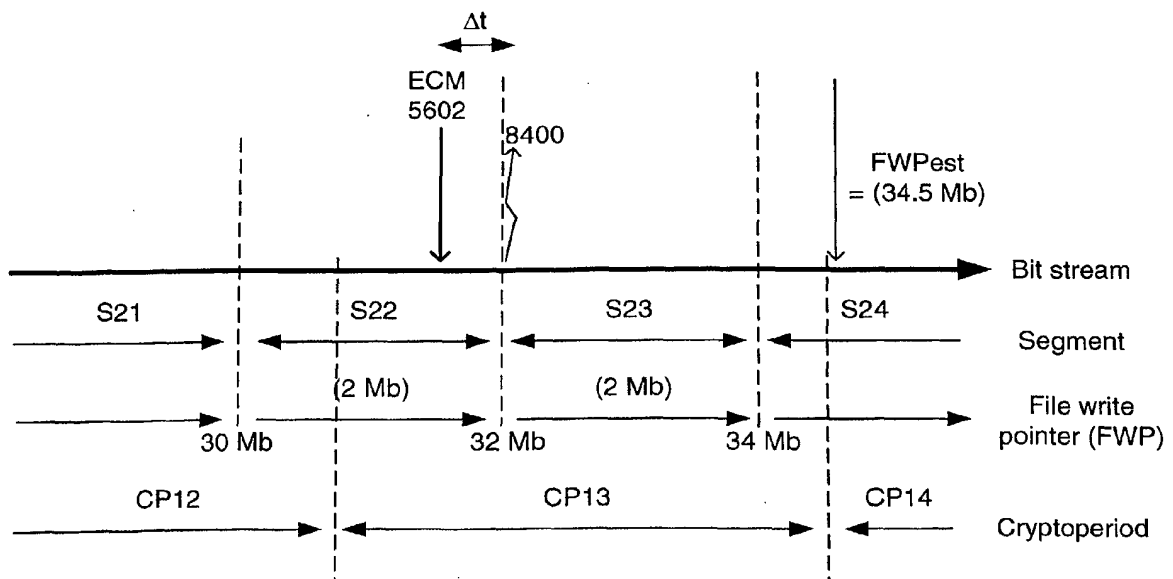 Δt
ECM
5602
8400
FWPest
= (34.5 Mb)
Bit stream
S21
S22
S23
S24
Segment
(2 Mb)
(2 Mb)
File write
pointer (FWP)
30 Mb
32 Mb
34 Mb
CP12
CP13
CP14
Cryptoperiod